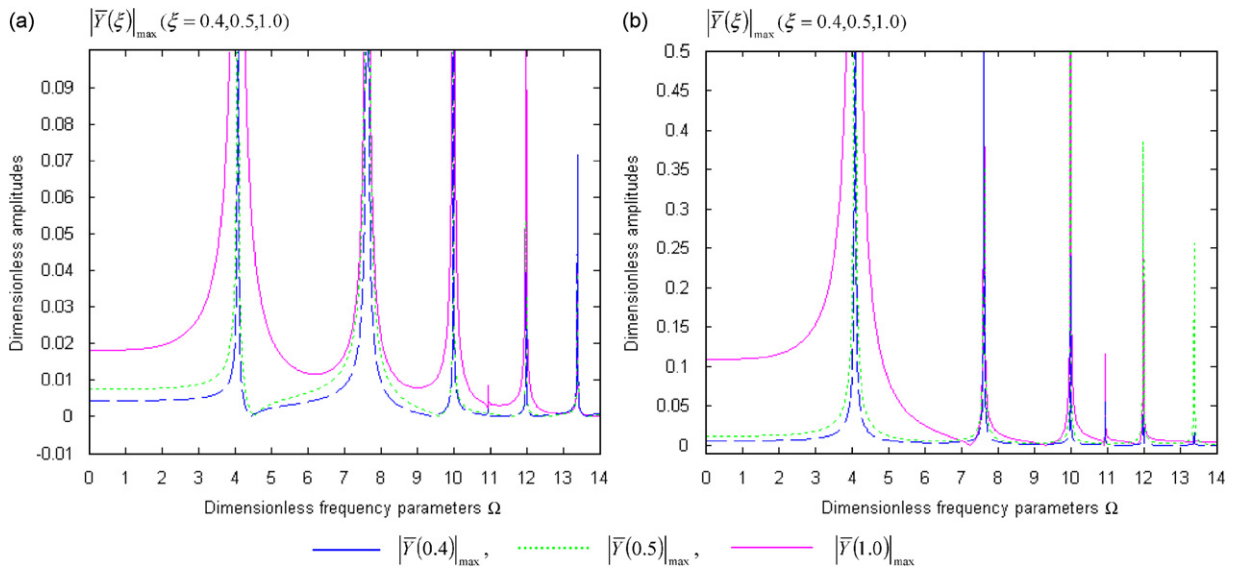 (a)
|Y̅(ξ)|max (ξ = 0.4,0.5,1.0)
0.09
0.08
0.07
0.06
0.05
0.04
0.03
0.02
0.01
0
-0.01
Dimensionless amplitudes
0 1 2 3 4 5 6 7 8 9 10 11 12 13 14
Dimensionless frequency parameters Ω
(b)
|Y̅(ξ)|max (ξ = 0.4,0.5,1.0)
0.5
0.45
0.4
0.35
0.3
0.25
0.2
0.15
0.1
0.05
0
Dimensionless amplitudes
0 1 2 3 4 5 6 7 8 9 10 11 12 13 14
Dimensionless frequency parameters Ω
|Y̅(0.4)|max , |Y̅(0.5)|max , |Y̅(1.0)|max